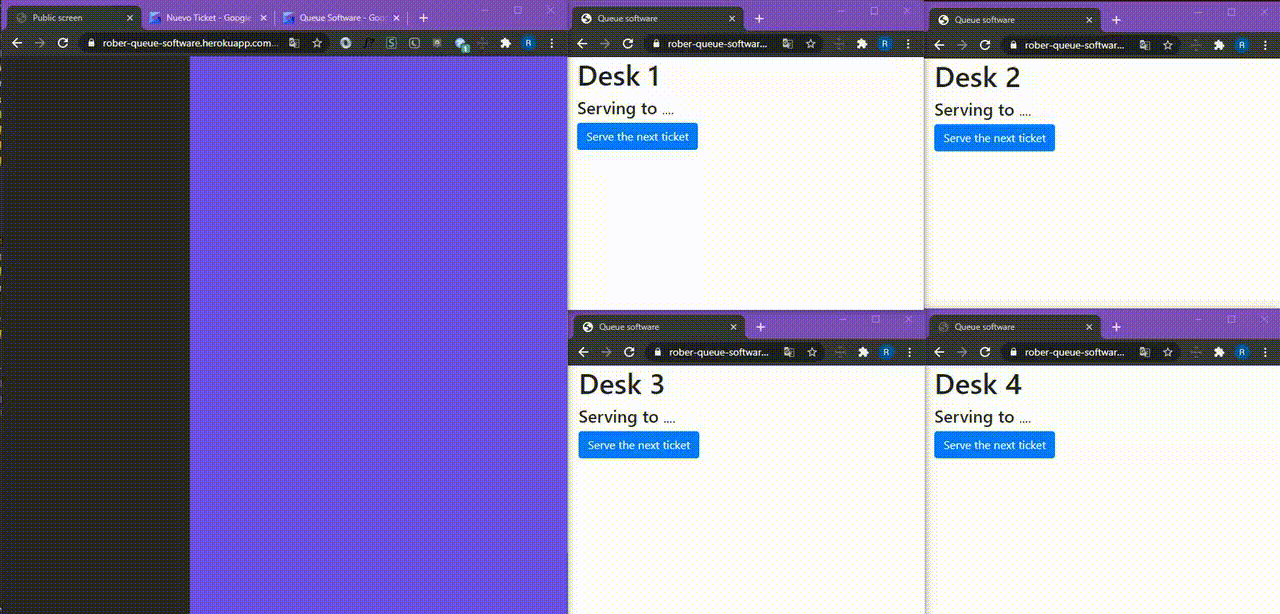 Public screen
Nuevo Ticket - Google
Queue Software - Goo
rober-queue-software.herokuapp.com...
R
Queue software
rober-queue-softwar...
R
Desk 1
Serving to ....
Serve the next ticket
Queue software
rober-queue-softwar...
R
Desk 2
Serving to ....
Serve the next ticket
Queue software
rober-queue-softwar...
R
Desk 3
Serving to ....
Serve the next ticket
Queue software
rober-queue-softwar...
R
Desk 4
Serving to ....
Serve the next ticket